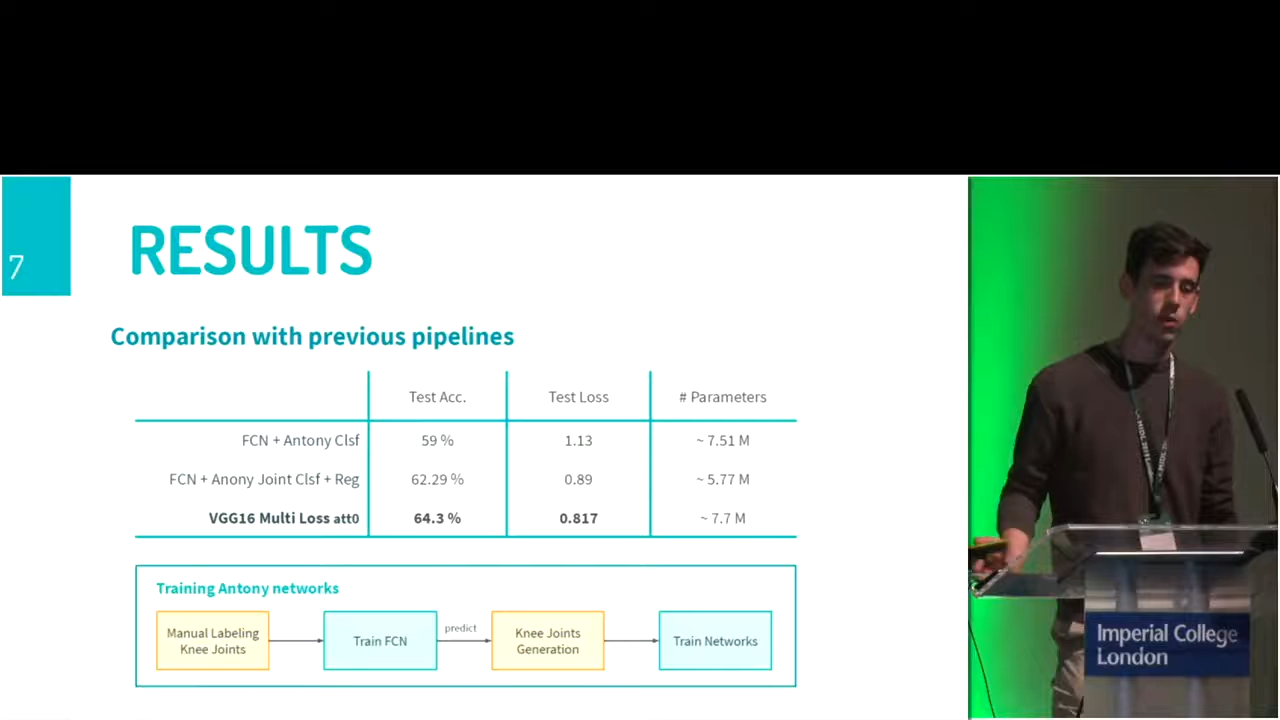 7
RESULTS
Comparison with previous pipelines
Test Acc. Test Loss # Parameters
FCN + Antony Clsf 59 % 1.13 ~ 7.51 M
FCN + Anony Joint Clsf + Reg 62.29 % 0.89 ~ 5.77 M
VGG16 Multi Loss att0 64.3 % 0.817 ~ 7.7 M
Training Antony networks
Manual Labeling
Knee Joints
Train FCN
predict
Knee Joints
Generation
Train Networks
Imperial College
London